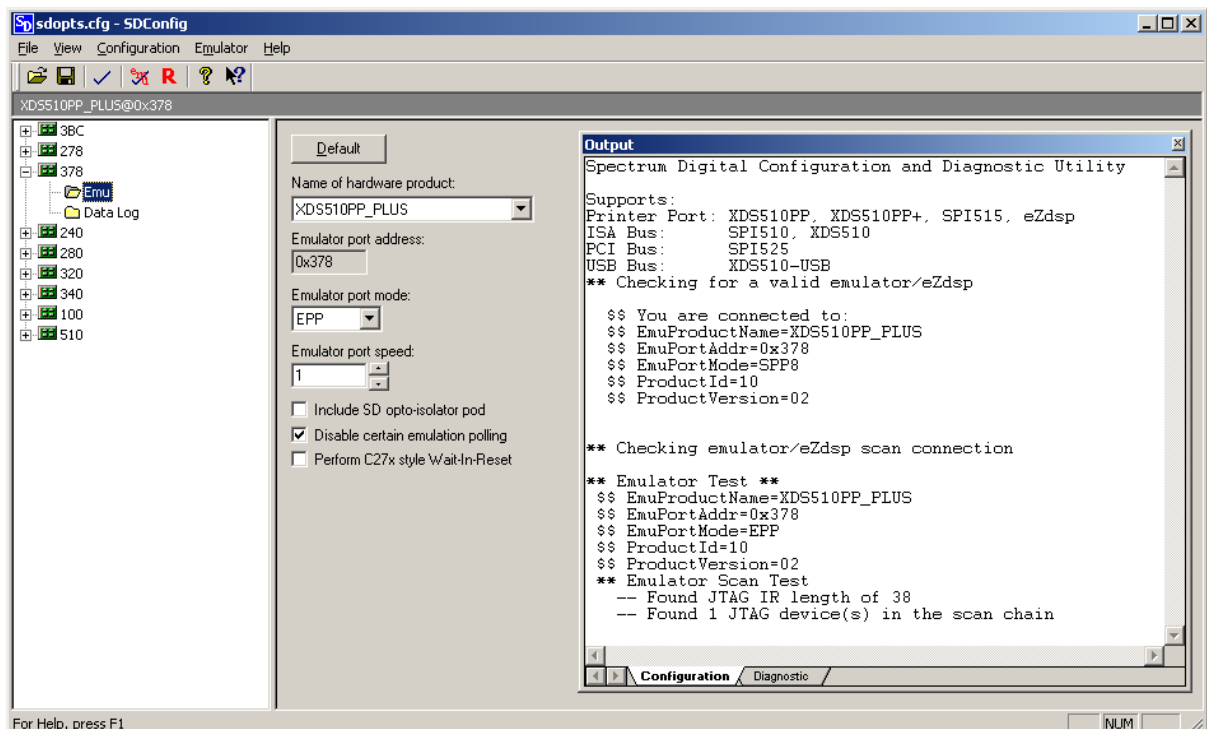 sdopts.cfg - SDConfig
File View Configuration Emulator Help
XDS510PP_PLUS@0x378
3BC
278
378
Emu
Data Log
240
280
320
340
100
510
Default
Name of hardware product:
XDS510PP_PLUS
Emulator port address:
0x378
Emulator port mode:
EPP
Emulator port speed:
1
Include SD opto-isolator pod
Disable certain emulation polling
Perform C27x style Wait-In-Reset
Output
Spectrum Digital Configuration and Diagnostic Utility
Supports:
Printer Port: XDS510PP, XDS510PP+, SPI515, eZdsp
ISA Bus: SPI510, XDS510
PCI Bus: SPI525
USB Bus: XDS510-USB
** Checking for a valid emulator/eZdsp
$$ You are connected to:
$$ EmuProductName=XDS510PP_PLUS
$$ EmuPortAddr=0x378
$$ EmuPortMode=SPP8
$$ ProductId=10
$$ ProductVersion=02
** Checking emulator/eZdsp scan connection
** Emulator Test **
$$ EmuProductName=XDS510PP_PLUS
$$ EmuPortAddr=0x378
$$ EmuPortMode=EPP
$$ ProductId=10
$$ ProductVersion=02
** Emulator Scan Test
-- Found JTAG IR length of 38
-- Found 1 JTAG device(s) in the scan chain
Configuration Diagnostic
For Help, press F1
NUM